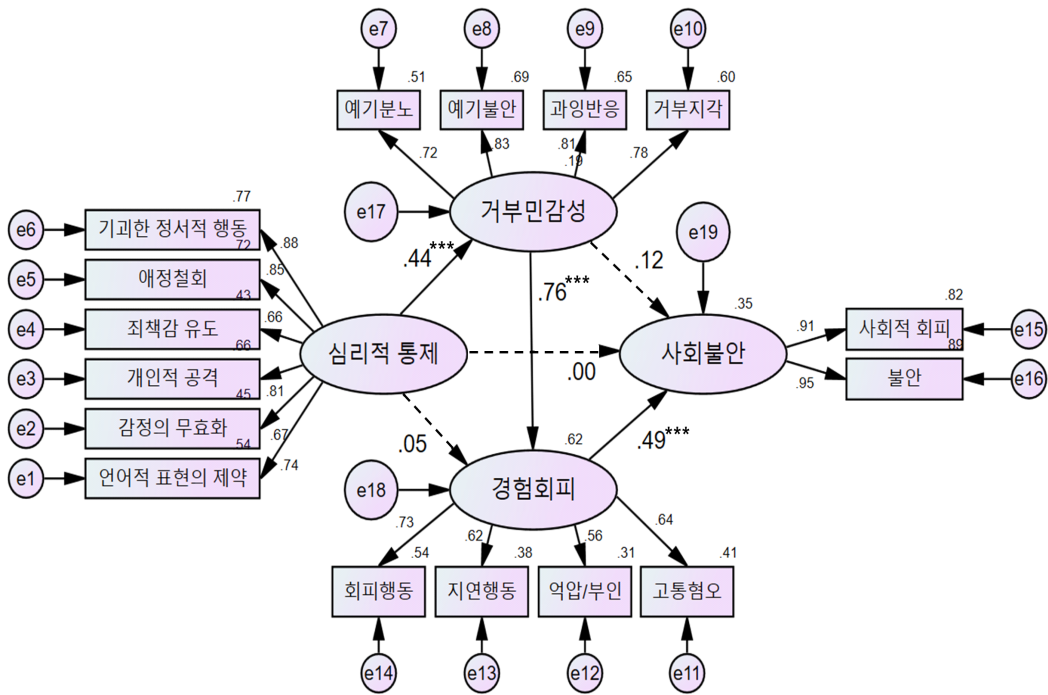 e7
e8
e9
e10
.51
.69
.65
.60
예기분노
예기불안
과잉반응
거부지각
.72
.83
.81
.19
.78
e17
거부민감성
e19
.77
e6
기괴한 정서적 행동
.88
.72
e5
애정철회
.85
.43
e4
죄책감 유도
.66
.66
e3
개인적 공격
.81
.45
e2
감정의 무효화
.67
.54
e1
언어적 표현의 제약
.74
심리적 통제
.44***
.12
.76***
.00
.05
.49***
.35
사회불안
.91
.95
.82
사회적 회피
e15
.89
불안
e16
.62
e18
경험회피
.73
.62
.56
.64
.54
.38
.31
.41
회피행동
지연행동
억압/부인
고통혐오
e14
e13
e12
e11